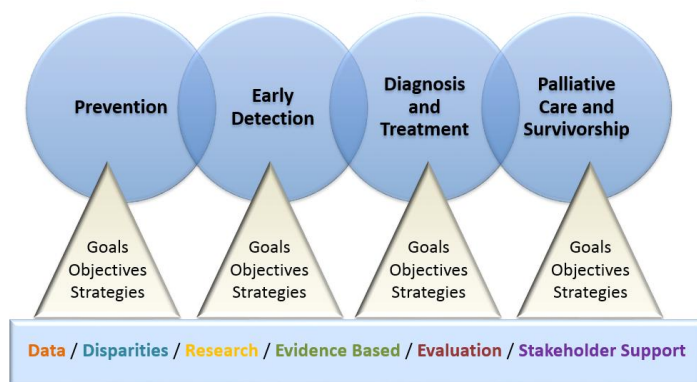 Prevention
Early
Detection
Diagnosis
and
Treatment
Palliative
Care and
Survivorship
Goals
Objectives
Strategies
Goals
Objectives
Strategies
Goals
Objectives
Strategies
Goals
Objectives
Strategies
Data / Disparities / Research / Evidence Based / Evaluation / Stakeholder Support